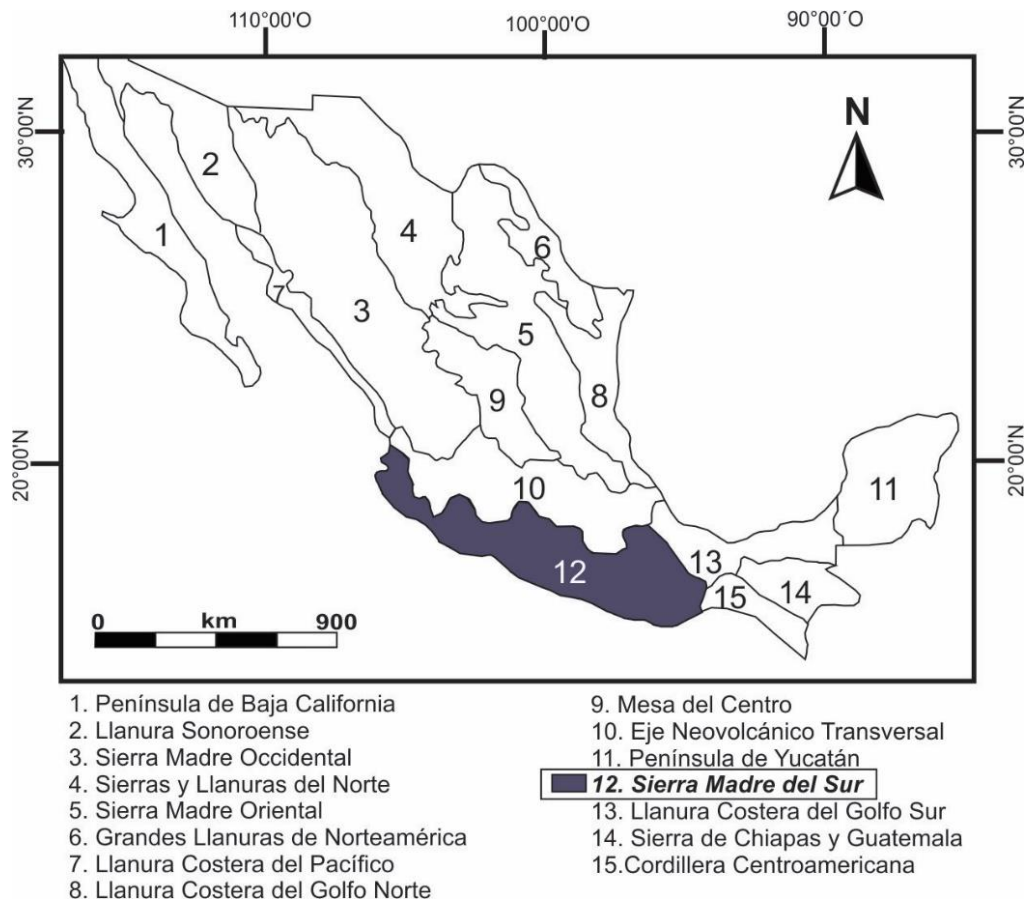 110°00'O
100°00'O
90°00´O
30°00'N
30°00'N
N
2
1
4
6
7
3
5
8
9
20°00'N
20°00'N
10
11
12
13
14
15
0 km 900
1. Península de Baja California
2. Llanura Sonoroense
3. Sierra Madre Occidental
4. Sierras y Llanuras del Norte
5. Sierra Madre Oriental
6. Grandes Llanuras de Norteamérica
7. Llanura Costera del Pacífico
8. Llanura Costera del Golfo Norte
9. Mesa del Centro
10. Eje Neovolcánico Transversal
11. Península de Yucatán
12. Sierra Madre del Sur
13. Llanura Costera del Golfo Sur
14. Sierra de Chiapas y Guatemala
15.Cordillera Centroamericana